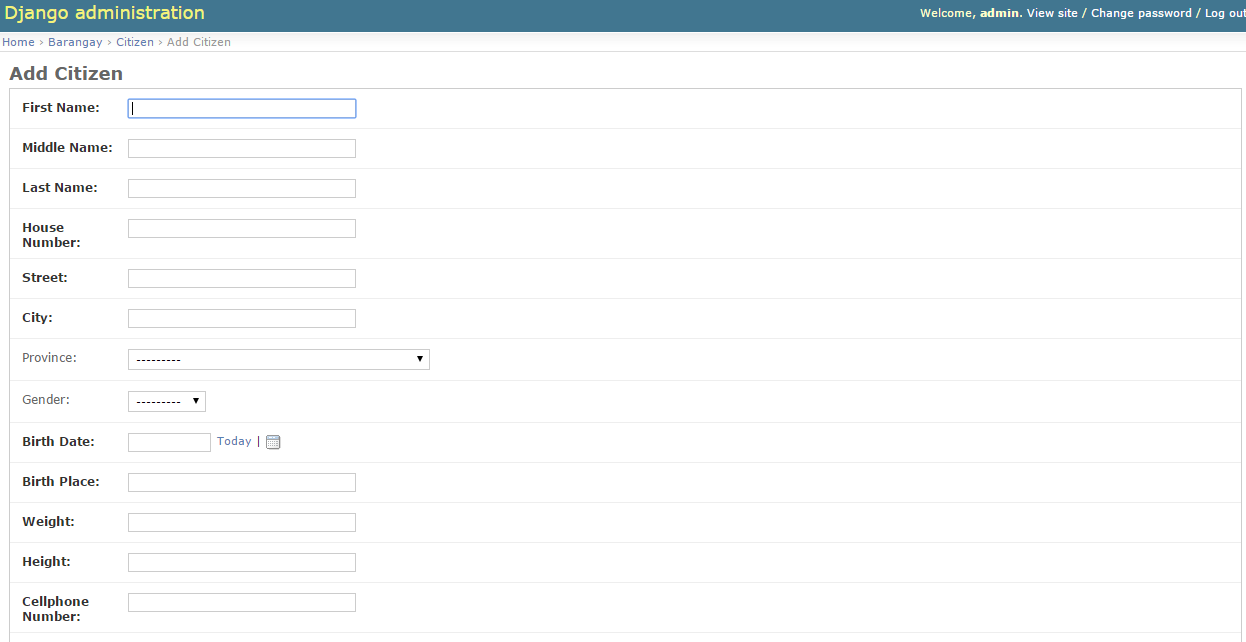 Django administration
Welcome, admin. View site / Change password / Log out
Home › Barangay › Citizen › Add Citizen
Add Citizen
First Name:
Middle Name:
Last Name:
House
Number:
Street:
City:
Province: ---------
Gender: ---------
Birth Date: Today |
Birth Place:
Weight:
Height:
Cellphone
Number: